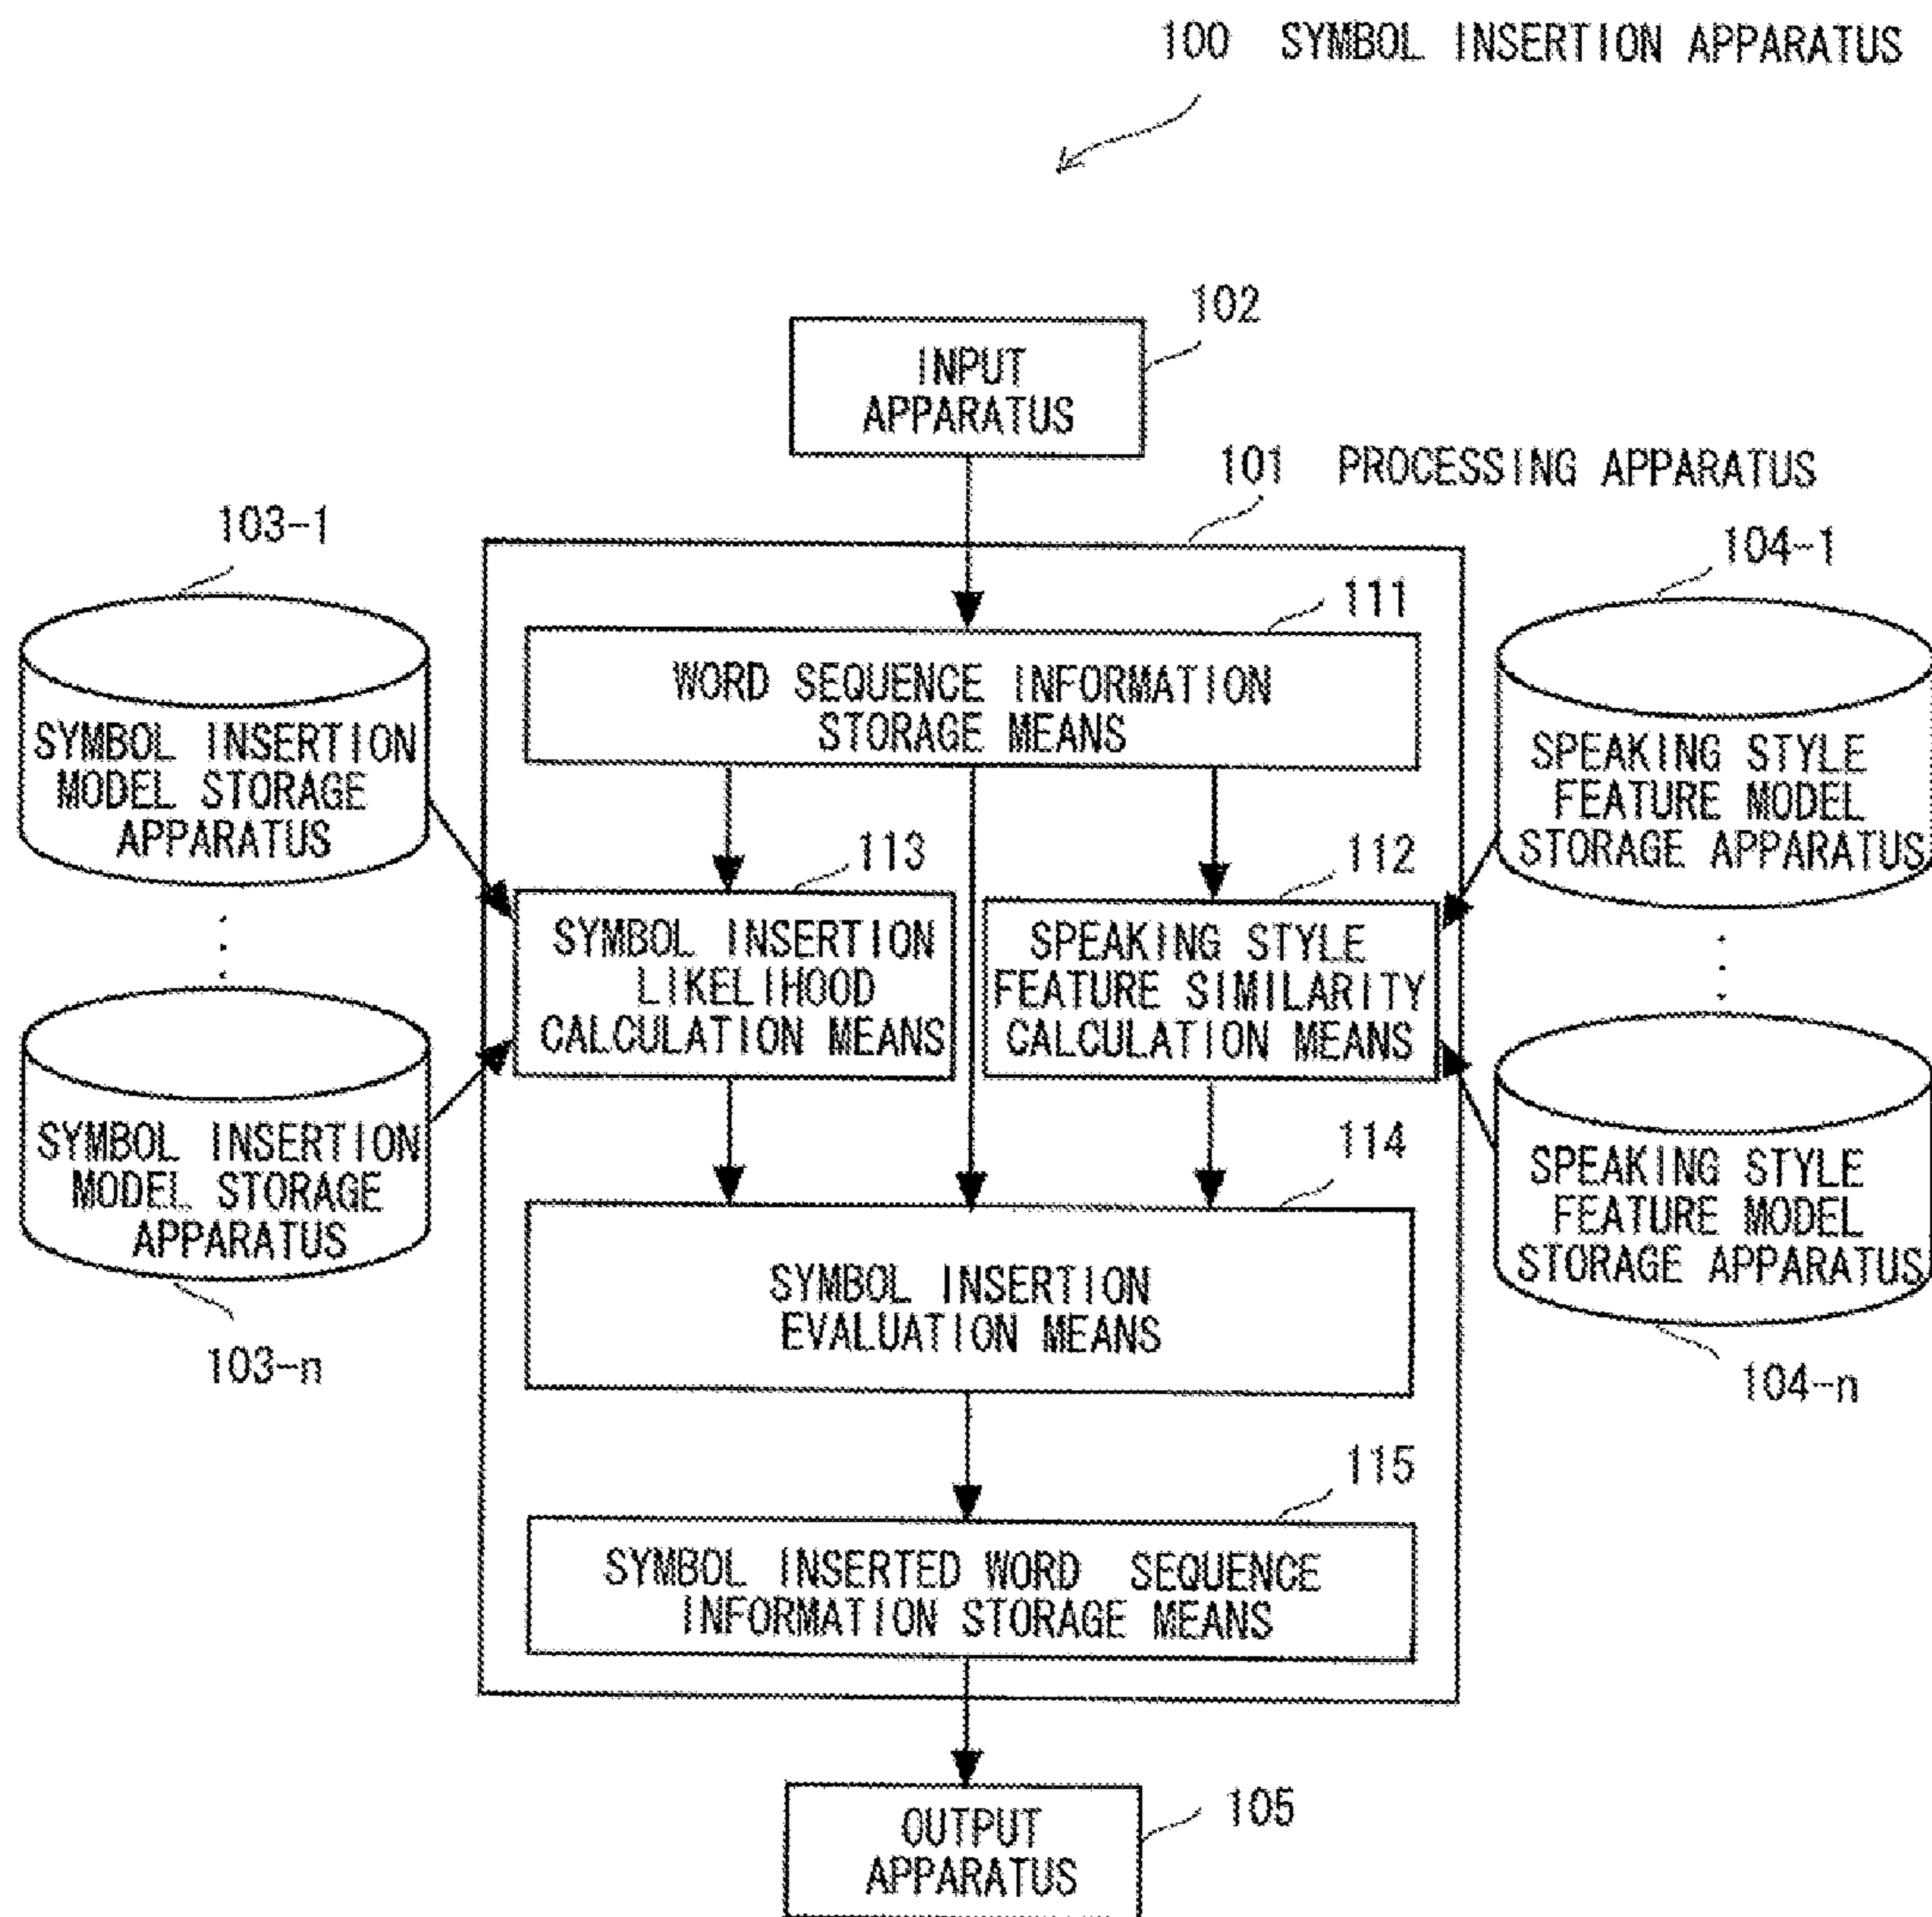 100 SYMBOL INSERTION APPARATUS
102
INPUT
APPARATUS
101 PROCESSING APPARATUS
103-1
104-1
111
WORD SEQUENCE INFORMATION
STORAGE MEANS
SYMBOL INSERTION
MODEL STORAGE
APPARATUS
SPEAKING STYLE
FEATURE MODEL
STORAGE APPARATUS
113
112
SYMBOL INSERTION
LIKELIHOOD
CALCULATION MEANS
SPEAKING STYLE
FEATURE SIMILARITY
CALCULATION MEANS
SYMBOL INSERTION
MODEL STORAGE
APPARATUS
114
SPEAKING STYLE
FEATURE MODEL
STORAGE APPARATUS
SYMBOL INSERTION
EVALUATION MEANS
103-n
104-n
115
SYMBOL INSERTED WORD SEQUENCE
INFORMATION STORAGE MEANS
105
OUTPUT
APPARATUS